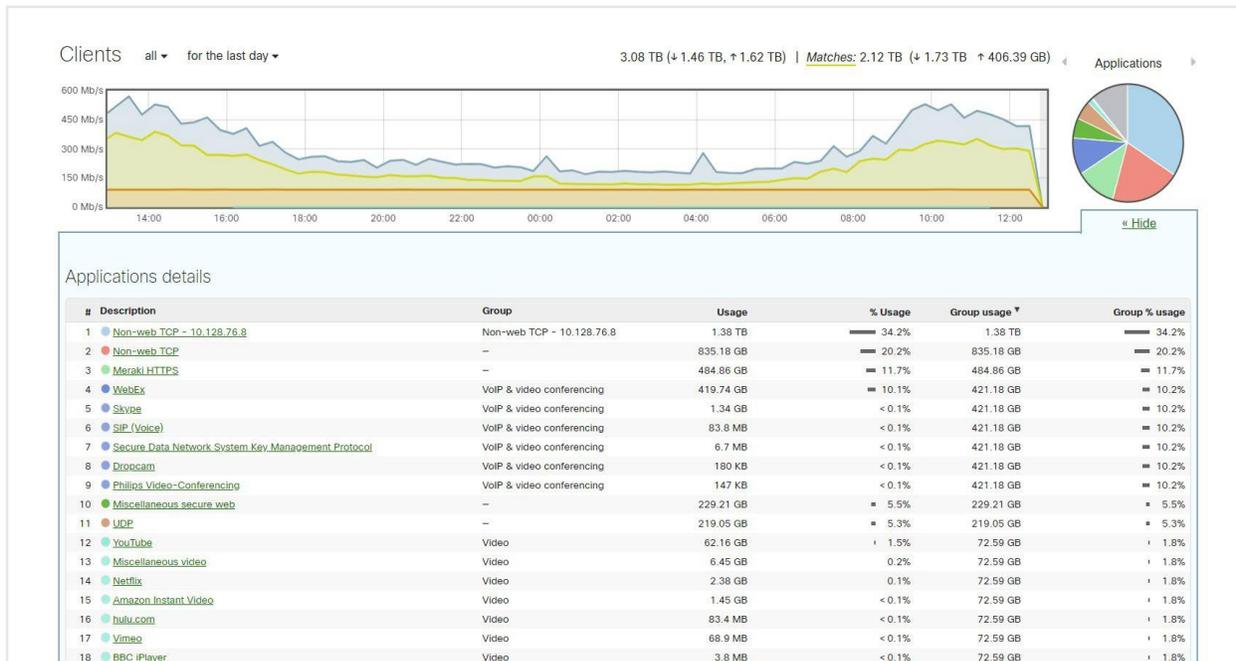 Clients all for the last day 3.08 TB (↓ 1.46 TB, ↑ 1.62 TB) | Matches: 2.12 TB (↓ 1.73 TB ↑ 406.39 GB) Applications
600 Mb/s
450 Mb/s
300 Mb/s
150 Mb/s
0 Mb/s
14:00 16:00 18:00 20:00 22:00 00:00 02:00 04:00 06:00 08:00 10:00 12:00
« Hide
Applications details
# Description Group Usage % Usage Group usage ▼ Group % usage
1 Non-web TCP - 10.128.76.8 Non-web TCP - 10.128.76.8 1.38 TB 34.2% 1.38 TB 34.2%
2 Non-web TCP – 835.18 GB 20.2% 835.18 GB 20.2%
3 Meraki HTTPS – 484.86 GB 11.7% 484.86 GB 11.7%
4 WebEx VoIP & video conferencing 419.74 GB 10.1% 421.18 GB 10.2%
5 Skype VoIP & video conferencing 1.34 GB < 0.1% 421.18 GB 10.2%
6 SIP (Voice) VoIP & video conferencing 83.8 MB < 0.1% 421.18 GB 10.2%
7 Secure Data Network System Key Management Protocol VoIP & video conferencing 6.7 MB < 0.1% 421.18 GB 10.2%
8 Dropcam VoIP & video conferencing 180 KB < 0.1% 421.18 GB 10.2%
9 Philips Video-Conferencing VoIP & video conferencing 147 KB < 0.1% 421.18 GB 10.2%
10 Miscellaneous secure web – 229.21 GB 5.5% 229.21 GB 5.5%
11 UDP – 219.05 GB 5.3% 219.05 GB 5.3%
12 YouTube Video 62.16 GB 1.5% 72.59 GB 1.8%
13 Miscellaneous video Video 6.45 GB 0.2% 72.59 GB 1.8%
14 Netflix Video 2.38 GB 0.1% 72.59 GB 1.8%
15 Amazon Instant Video Video 1.45 GB < 0.1% 72.59 GB 1.8%
16 hulu.com Video 83.4 MB < 0.1% 72.59 GB 1.8%
17 Vimeo Video 68.9 MB < 0.1% 72.59 GB 1.8%
18 BBC iPlayer Video 3.8 MB < 0.1% 72.59 GB 1.8%